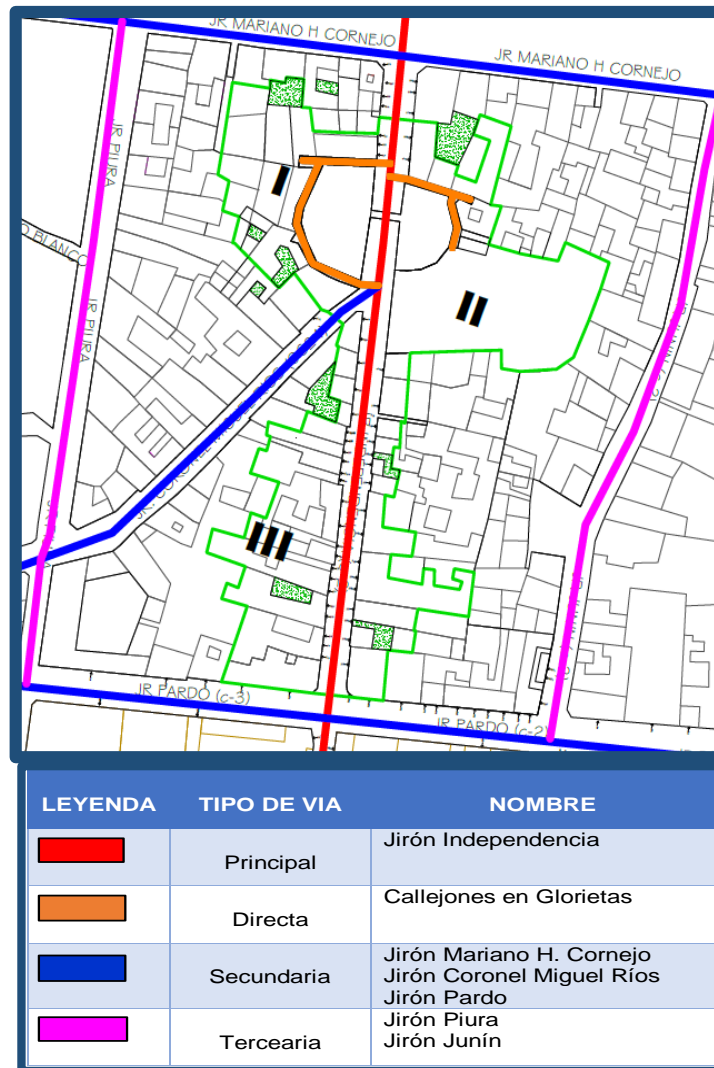 JR MARIANO H CORNEJO
JR MARIANO H CORNEJO
JR PIURA
I
BLANCO
JR PIURA
II
III
JR PARDO (c-3)
JR PARDO (c-2)
LEYENDA TIPO DE VIA NOMBRE
Principal Jirón Independencia
Directa Callejones en Glorietas
Secundaria Jirón Mariano H. Cornejo
Jirón Coronel Miguel Ríos
Jirón Pardo
Tercearia Jirón Piura
Jirón Junín